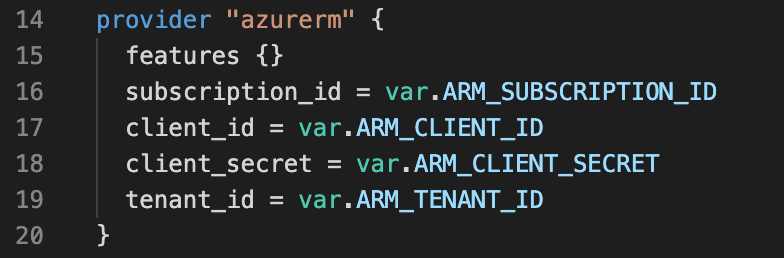 14 provider "azurerm" {
15 features {}
16 subscription_id = var.ARM_SUBSCRIPTION_ID
17 client_id = var.ARM_CLIENT_ID
18 client_secret = var.ARM_CLIENT_SECRET
19 tenant_id = var.ARM_TENANT_ID
20 }